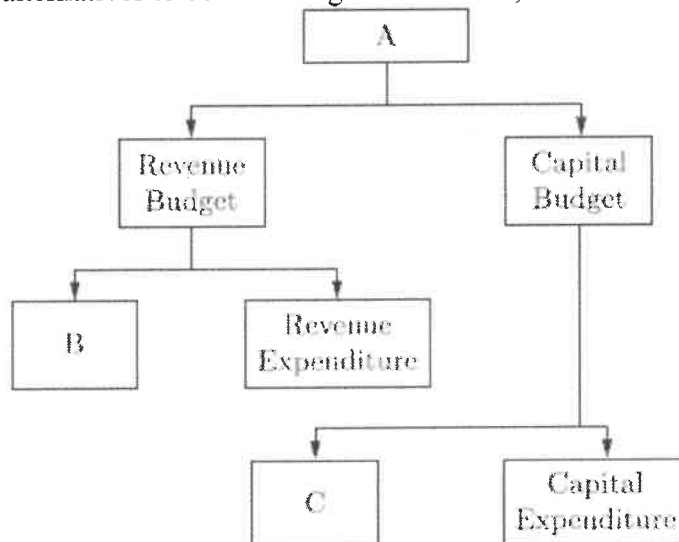 A
Revenue
Budget
Capital
Budget
B
Revenue
Expenditure
C
Capital
Expenditure